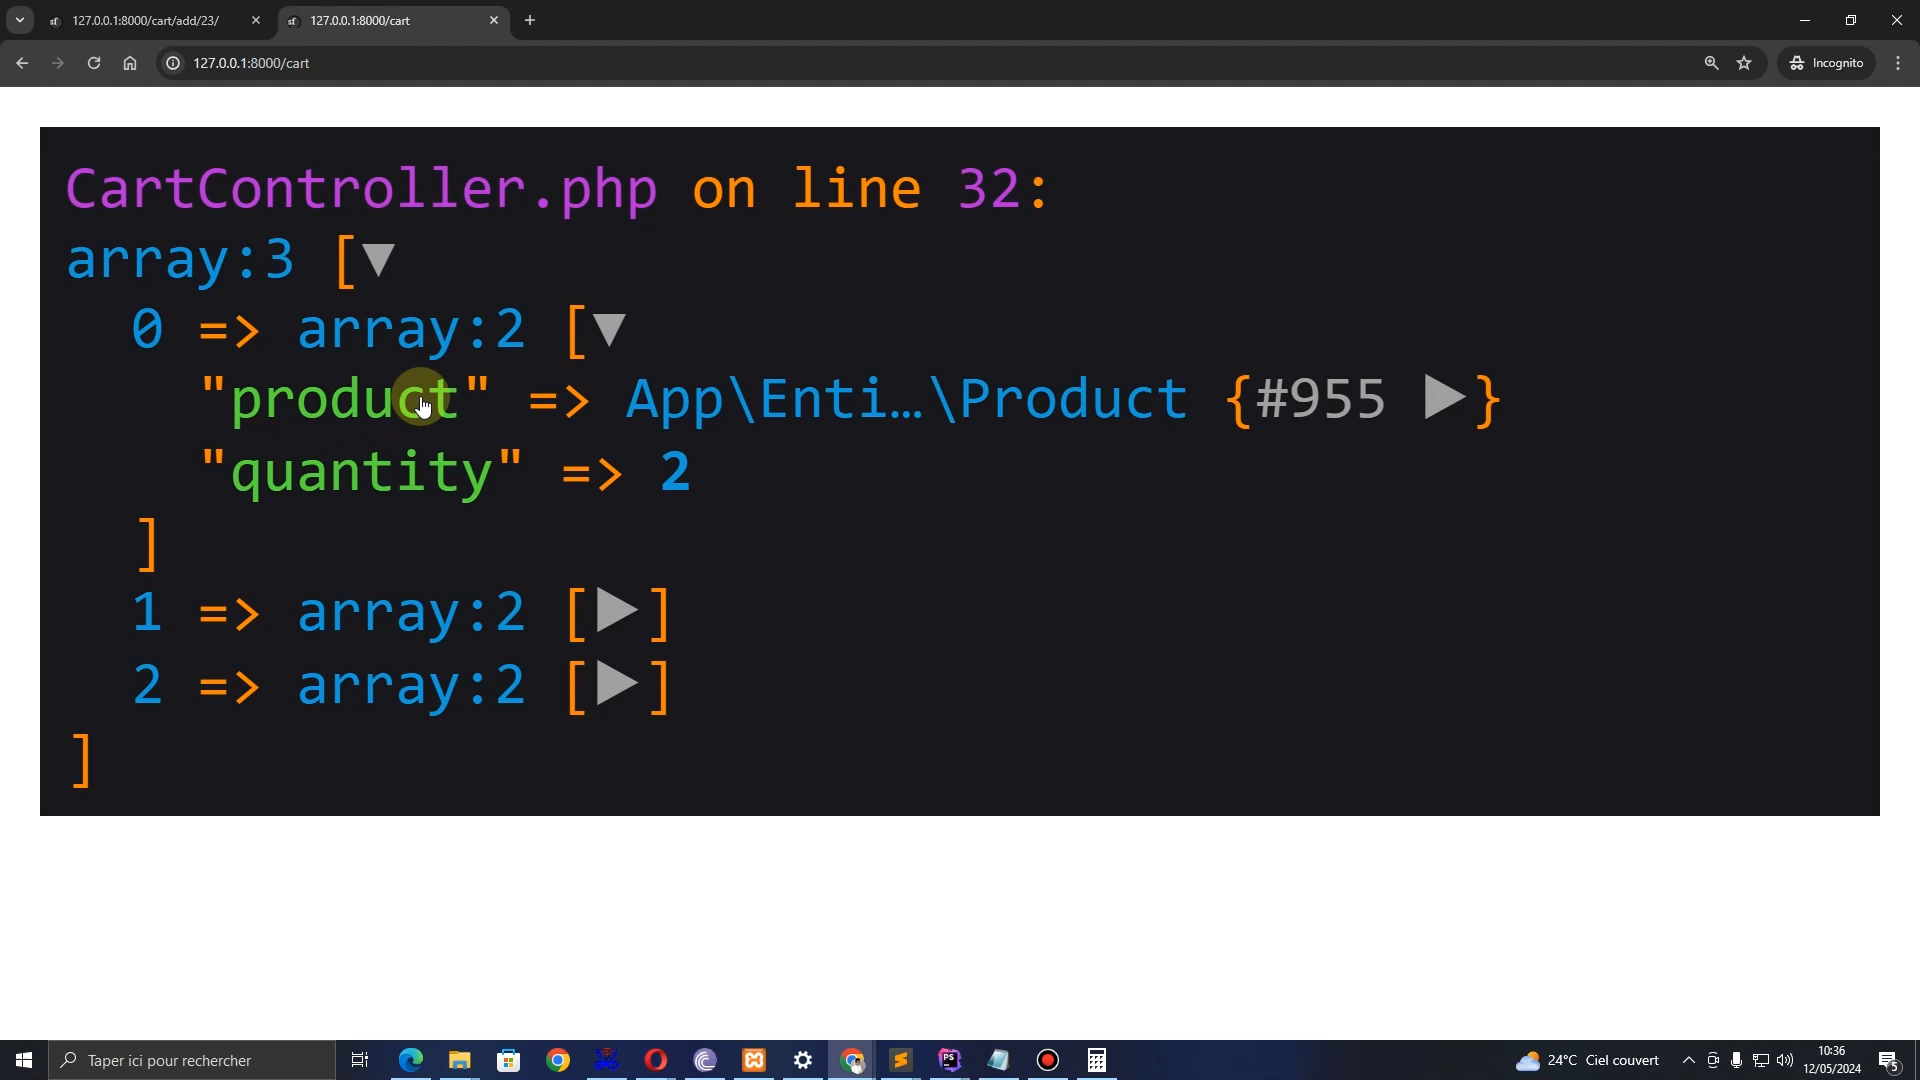 127.0.0.1:8000/cart/add/23/
127.0.0.1:8000/cart
127.0.0.1:8000/cart
Incognito
CartController.php on line 32:
array:3 [▼
0 => array:2 [▼
"product" => App\Enti…\Product {#955 ▶}
"quantity" => 2
]
1 => array:2 [▶]
2 => array:2 [▶]
]
Taper ici pour rechercher
PS
24°C Ciel couvert
10:36
12/05/2024
5